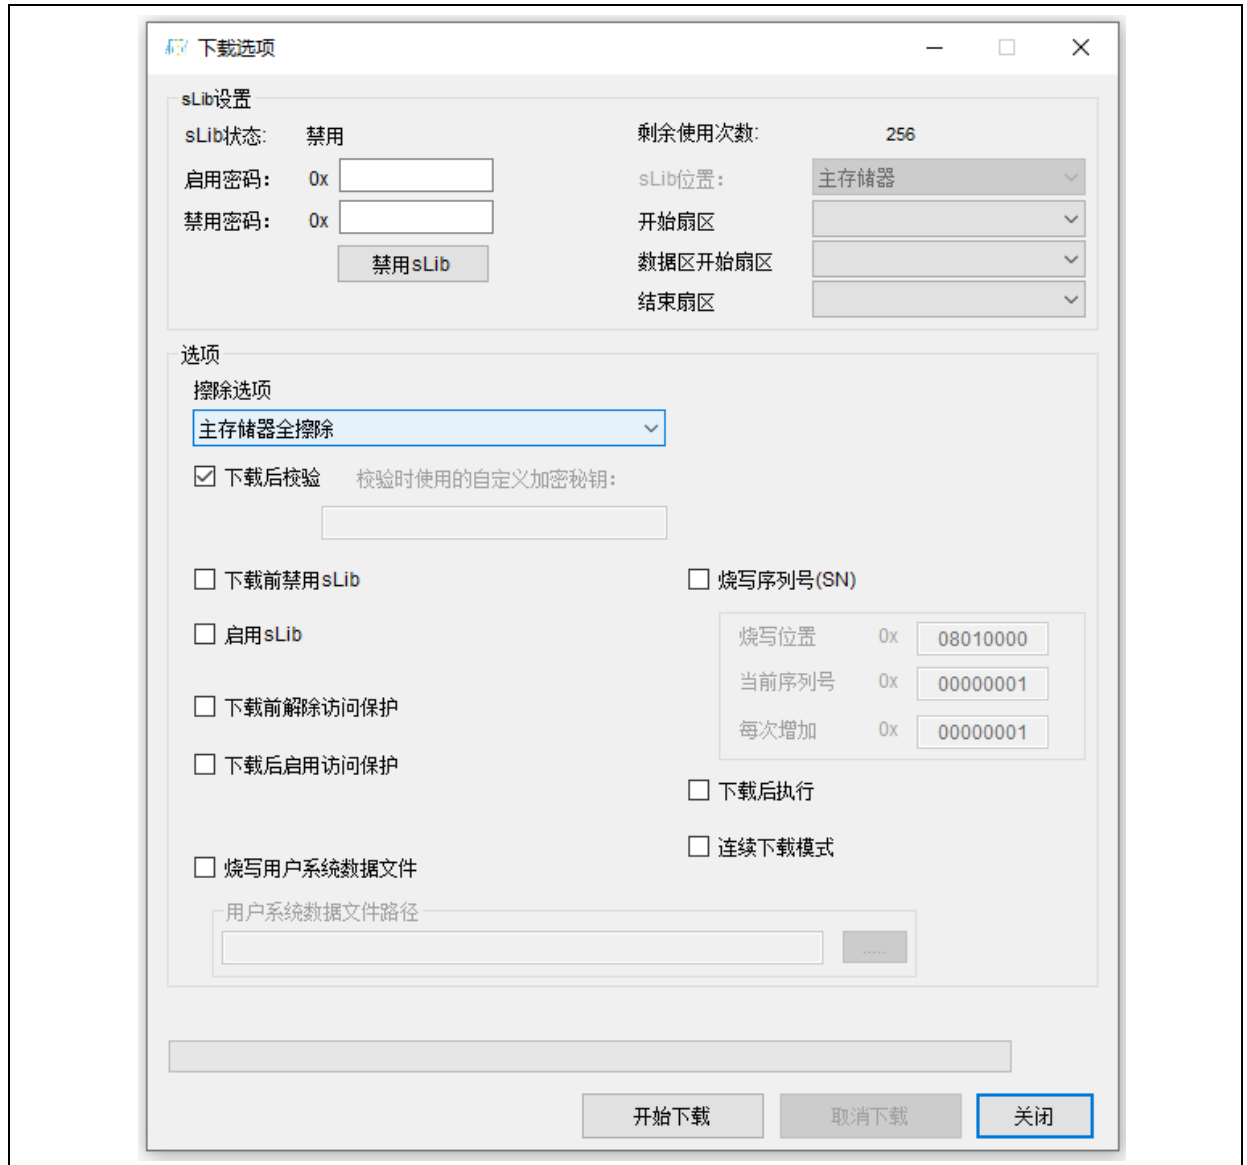 下载选项
sLib设置
sLib状态: 禁用 剩余使用次数: 256
启用密码: 0x sLib位置: 主存储器
禁用密码: 0x 开始扇区
禁用sLib 数据区开始扇区
结束扇区
选项
擦除选项
主存储器全擦除
下载后校验 校验时使用的自定义加密秘钥:
下载前禁用sLib 烧写序列号(SN)
启用sLib 烧写位置 0x 08010000
当前序列号 0x 00000001
下载前解除访问保护 每次增加 0x 00000001
下载后启用访问保护
下载后执行
连续下载模式
烧写用户系统数据文件
用户系统数据文件路径
.....
开始下载 取消下载 关闭